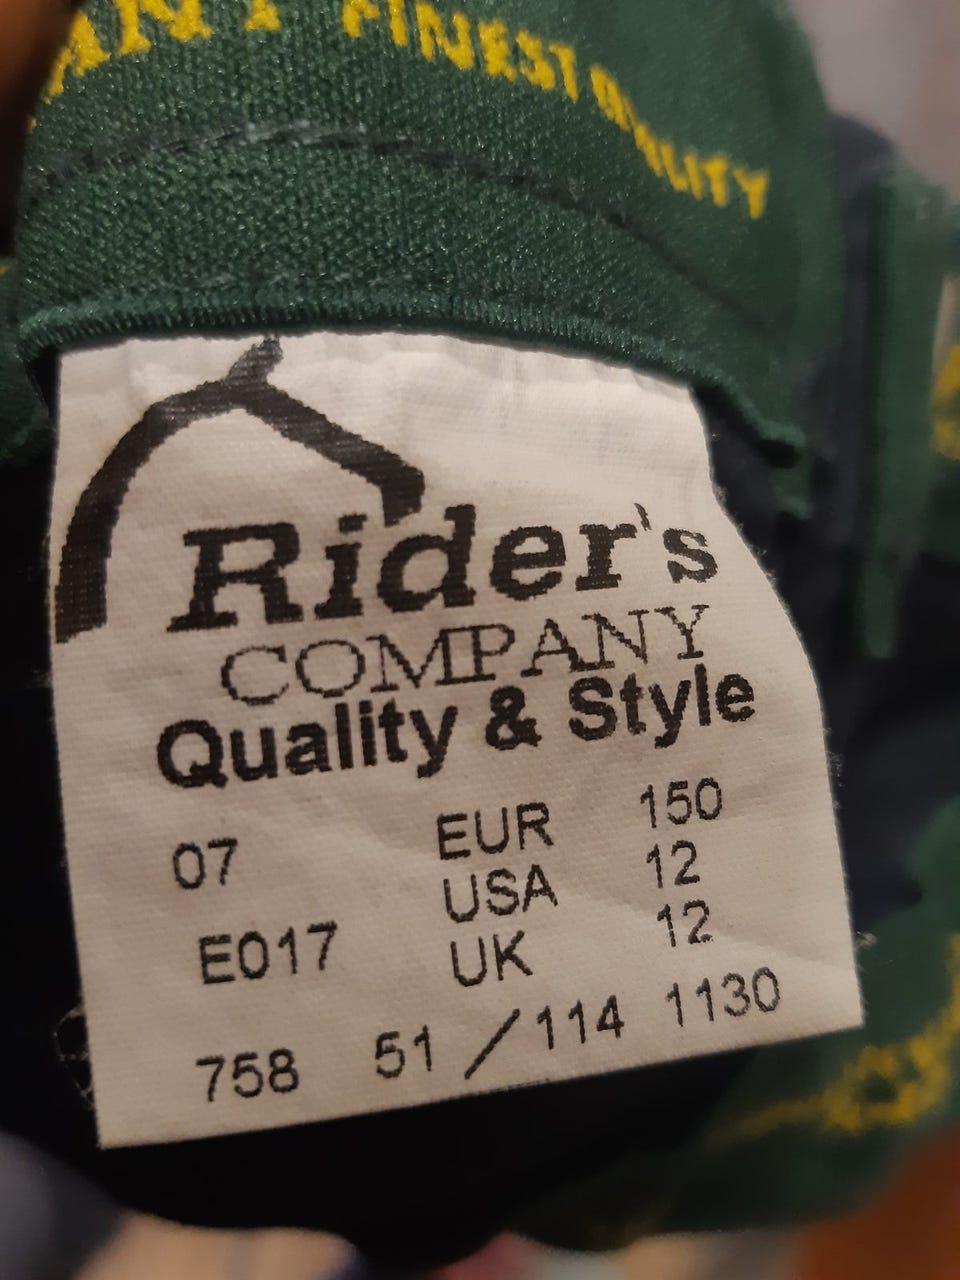 FINEST QUALITY
Rider's
COMPANY
Quality & Style
07 EUR 150
USA 12
E017 UK 12
758 51 / 114 1130